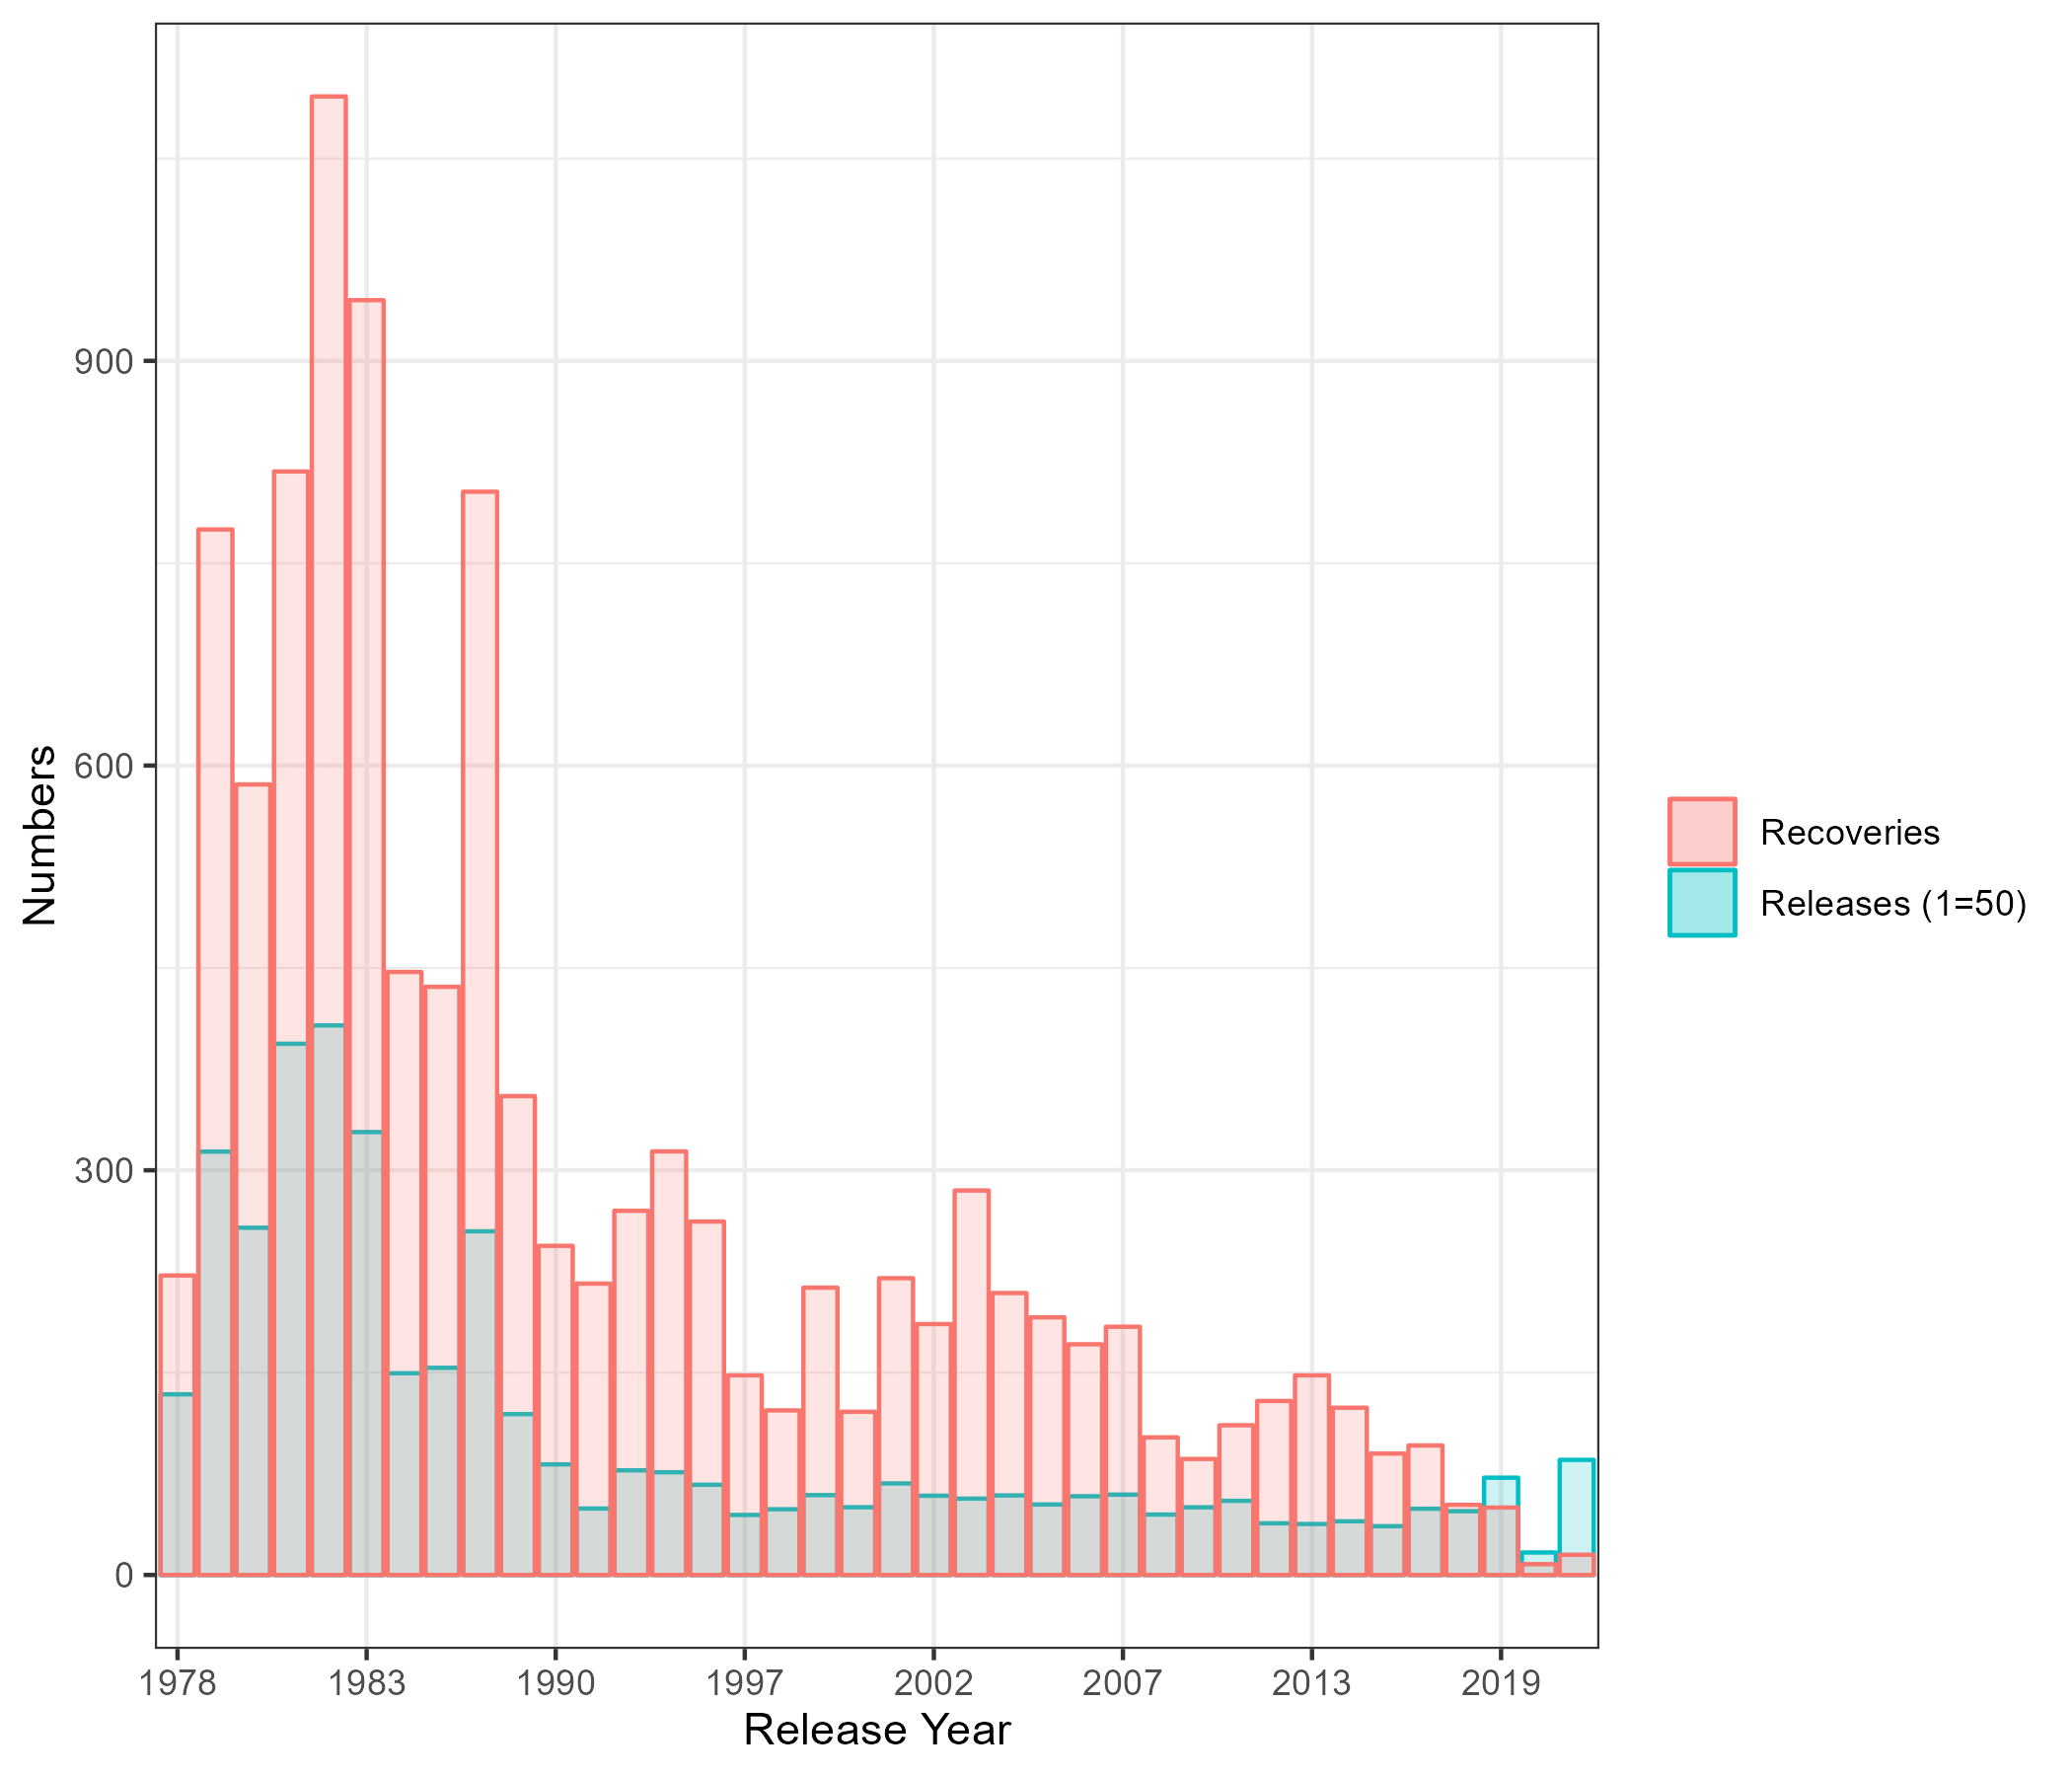 900
600
300
0
Numbers
1978 1983 1990 1997 2002 2007 2013 2019
Release Year
Recoveries
Releases (1=50)